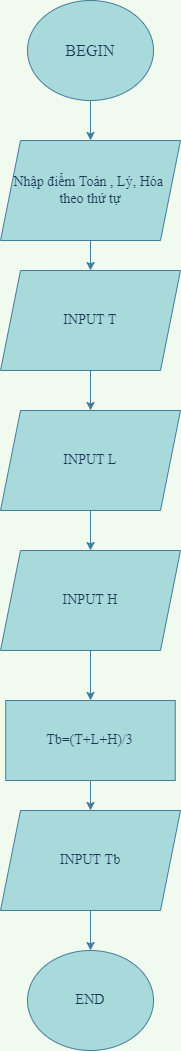 BEGIN
Nhập điểm Toán , Lý, Hóa
theo thứ tự
INPUT T
INPUT L
INPUT H
Tb=(T+L+H)/3
INPUT Tb
END